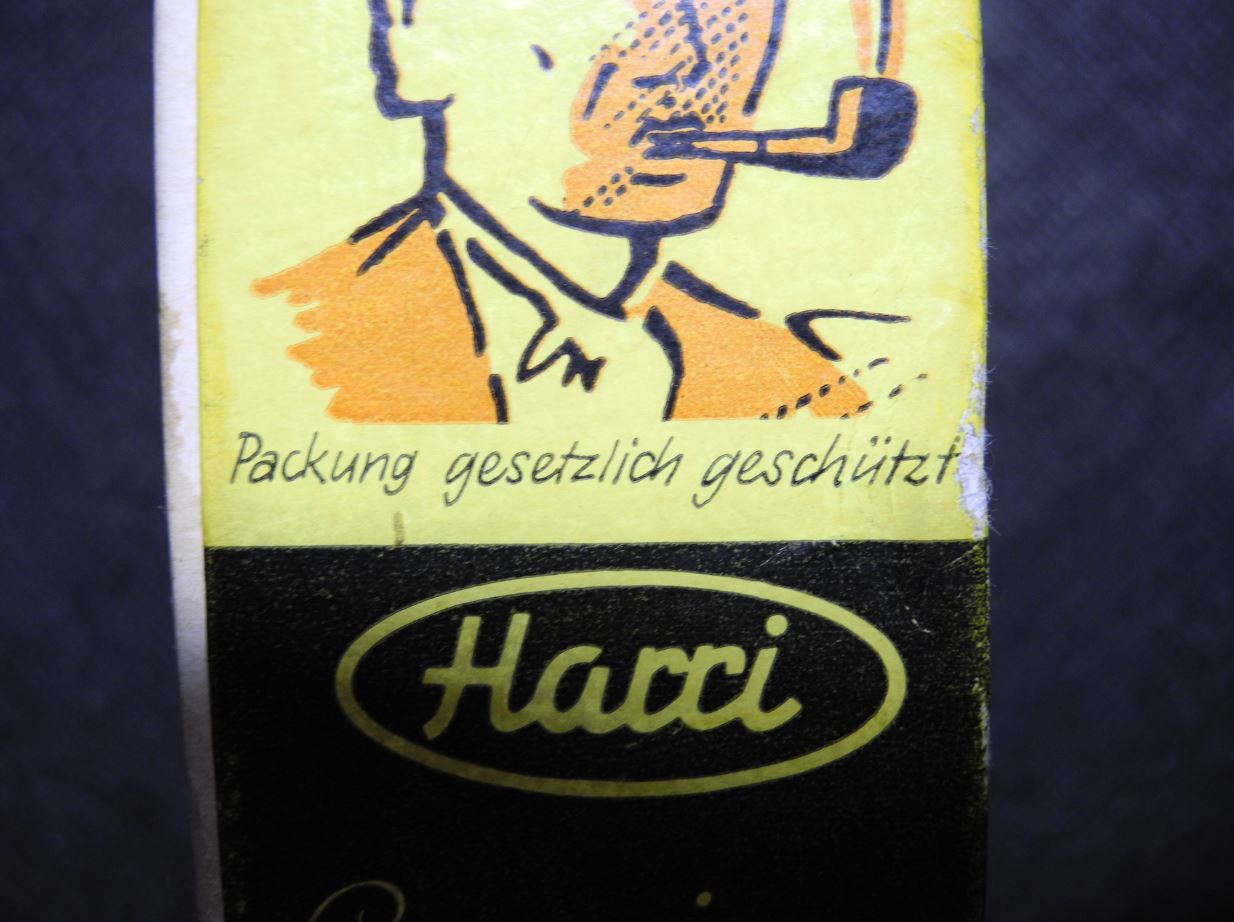 Packung gesetzlich geschützt
Harri